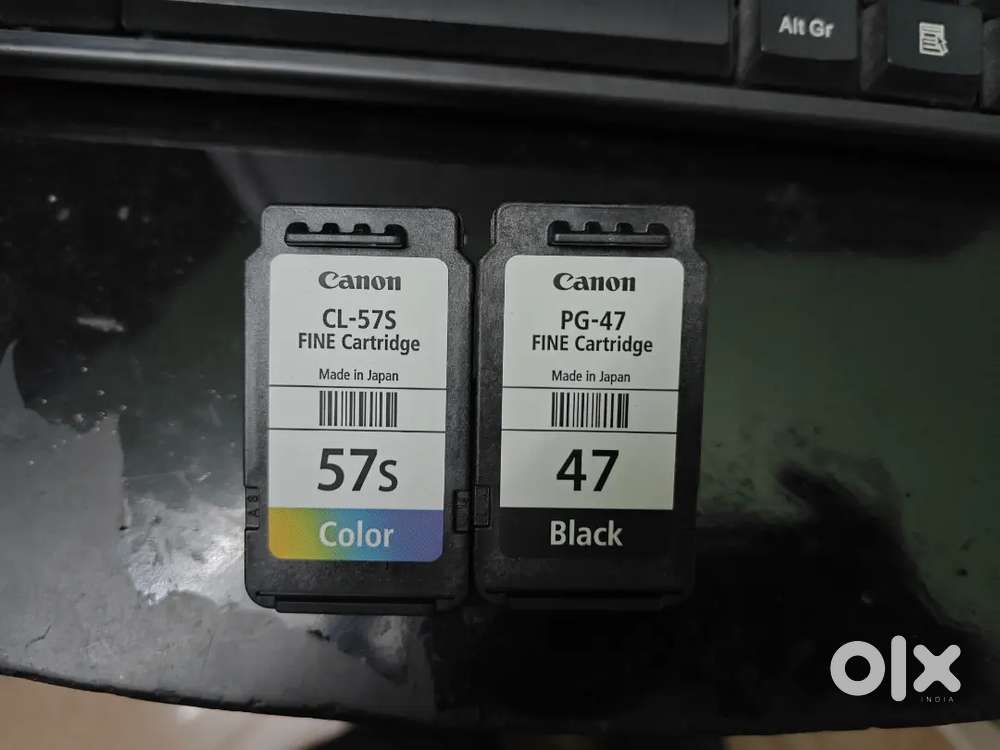 Alt Gr
Canon
CL-57S
FINE Cartridge
Made in Japan
57s
Color
Canon
PG-47
FINE Cartridge
Made in Japan
47
Black
olx
INDIA